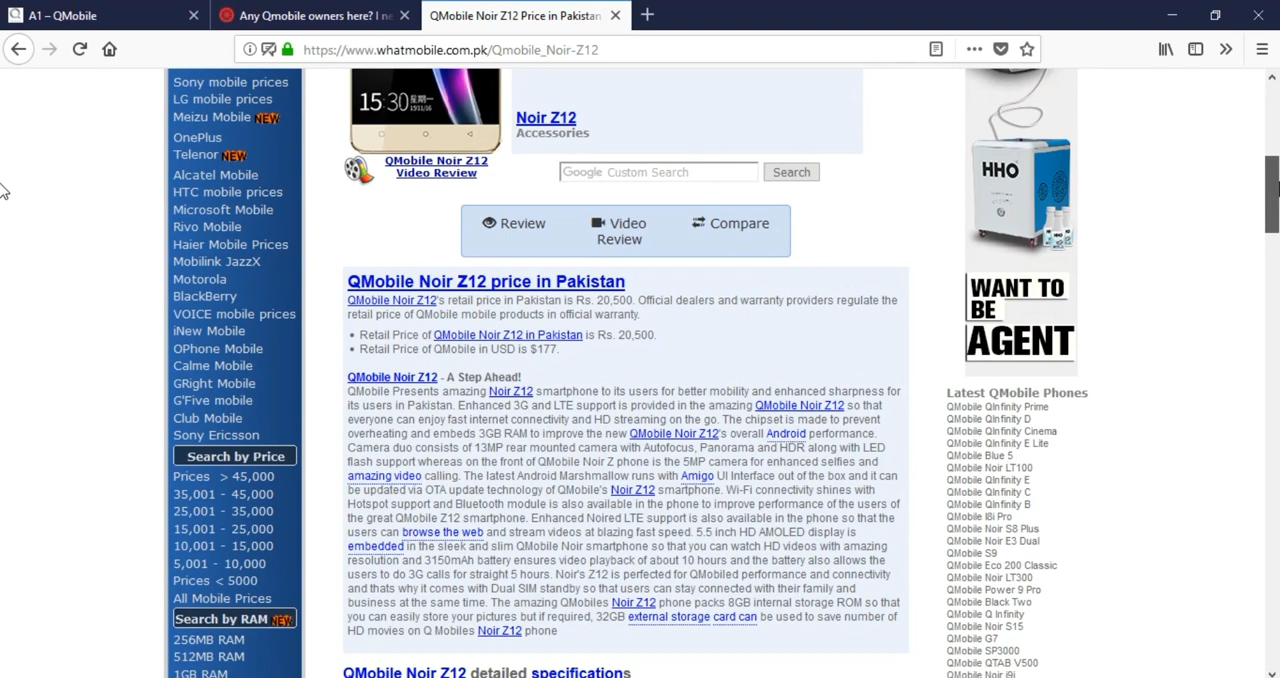 A1 – QMobile
Any Qmobile owners here? I ne
QMobile Noir Z12 Price in Pakistan
https://www.whatmobile.com.pk/Qmobile_Noir-Z12
Sony mobile prices
LG mobile prices
Meizu Mobile NEW
OnePlus
Telenor NEW
Alcatel Mobile
HTC mobile prices
Microsoft Mobile
Rivo Mobile
Haier Mobile Prices
Mobilink JazzX
Motorola
BlackBerry
VOICE mobile prices
iNew Mobile
OPhone Mobile
Calme Mobile
GRight Mobile
G'Five mobile
Club Mobile
Sony Ericsson
Search by Price
Prices > 45,000
35,001 - 45,000
25,001 - 35,000
15,001 - 25,000
10,001 - 15,000
5,001 - 10,000
Prices < 5000
All Mobile Prices
Search by RAM NEW
256MB RAM
512MB RAM
1GB RAM
15:30 星期一
15/11/16
QMobile Noir Z12
Video Review
Noir Z12
Accessories
Google Custom Search
Search
Review
Video
Review
Compare
QMobile Noir Z12 price in Pakistan
QMobile Noir Z12's retail price in Pakistan is Rs. 20,500. Official dealers and warranty providers regulate the
retail price of QMobile mobile products in official warranty.
• Retail Price of QMobile Noir Z12 in Pakistan is Rs. 20,500.
• Retail Price of QMobile in USD is $177.
QMobile Noir Z12 - A Step Ahead!
QMobile Presents amazing Noir Z12 smartphone to its users for better mobility and enhanced sharpness for
its users in Pakistan. Enhanced 3G and LTE support is provided in the amazing QMobile Noir Z12 so that
everyone can enjoy fast internet connectivity and HD streaming on the go. The chipset is made to prevent
overheating and embeds 3GB RAM to improve the new QMobile Noir Z12's overall Android performance.
Camera duo consists of 13MP rear mounted camera with Autofocus, Panorama and HDR along with LED
flash support whereas on the front of QMobile Noir Z phone is the 5MP camera for enhanced selfies and
amazing video calling. The latest Android Marshmallow runs with Amigo UI Interface out of the box and it can
be updated via OTA update technology of QMobile's Noir Z12 smartphone. Wi-Fi connectivity shines with
Hotspot support and Bluetooth module is also available in the phone to improve performance of the users of
the great QMobile Z12 smartphone. Enhanced Noired LTE support is also available in the phone so that the
users can browse the web and stream videos at blazing fast speed. 5.5 inch HD AMOLED display is
embedded in the sleek and slim QMobile Noir smartphone so that you can watch HD videos with amazing
resolution and 3150mAh battery ensures video playback of about 10 hours and the battery also allows the
users to do 3G calls for straight 5 hours. Noir's Z12 is perfected for QMobiled performance and connectivity
and thats why it comes with Dual SIM standby so that users can stay connected with their family and
business at the same time. The amazing QMobiles Noir Z12 phone packs 8GB internal storage ROM so that
you can easily store your pictures but if required, 32GB external storage card can be used to save number of
HD movies on Q Mobiles Noir Z12 phone
QMobile Noir Z12 detailed specifications
HHO
WANT TO
BE
AGENT
Latest QMobile Phones
QMobile QInfinity Prime
QMobile QInfinity D
QMobile QInfinity Cinema
QMobile QInfinity E Lite
QMobile Blue 5
QMobile Noir LT100
QMobile QInfinity E
QMobile QInfinity C
QMobile QInfinity B
QMobile I8i Pro
QMobile Noir S8 Plus
QMobile Noir E3 Dual
QMobile S9
QMobile Eco 200 Classic
QMobile Noir LT300
QMobile Power 9 Pro
QMobile Black Two
QMobile Q Infinity
QMobile Noir S15
QMobile G7
QMobile SP3000
QMobile QTAB V500
QMobile Noir i9i